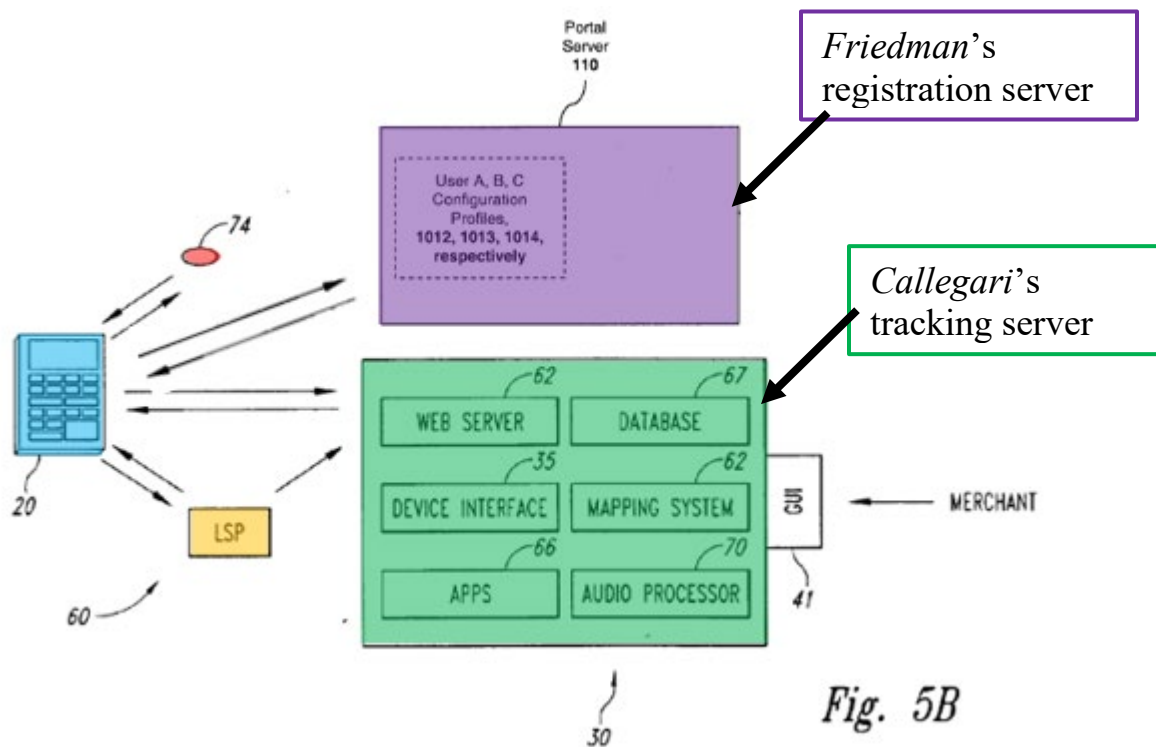 Portal
Server
110
Friedman's
registration server
User A, B, C
Configuration
Profiles,
1012, 1013, 1014,
respectively
74
Callegari's
tracking server
62
67
WEB SERVER
DATABASE
20
35
62
DEVICE INTERFACE
MAPPING SYSTEM
GUI
MERCHANT
LSP
66
70
41
APPS
AUDIO PROCESSOR
60
30
Fig. 5B